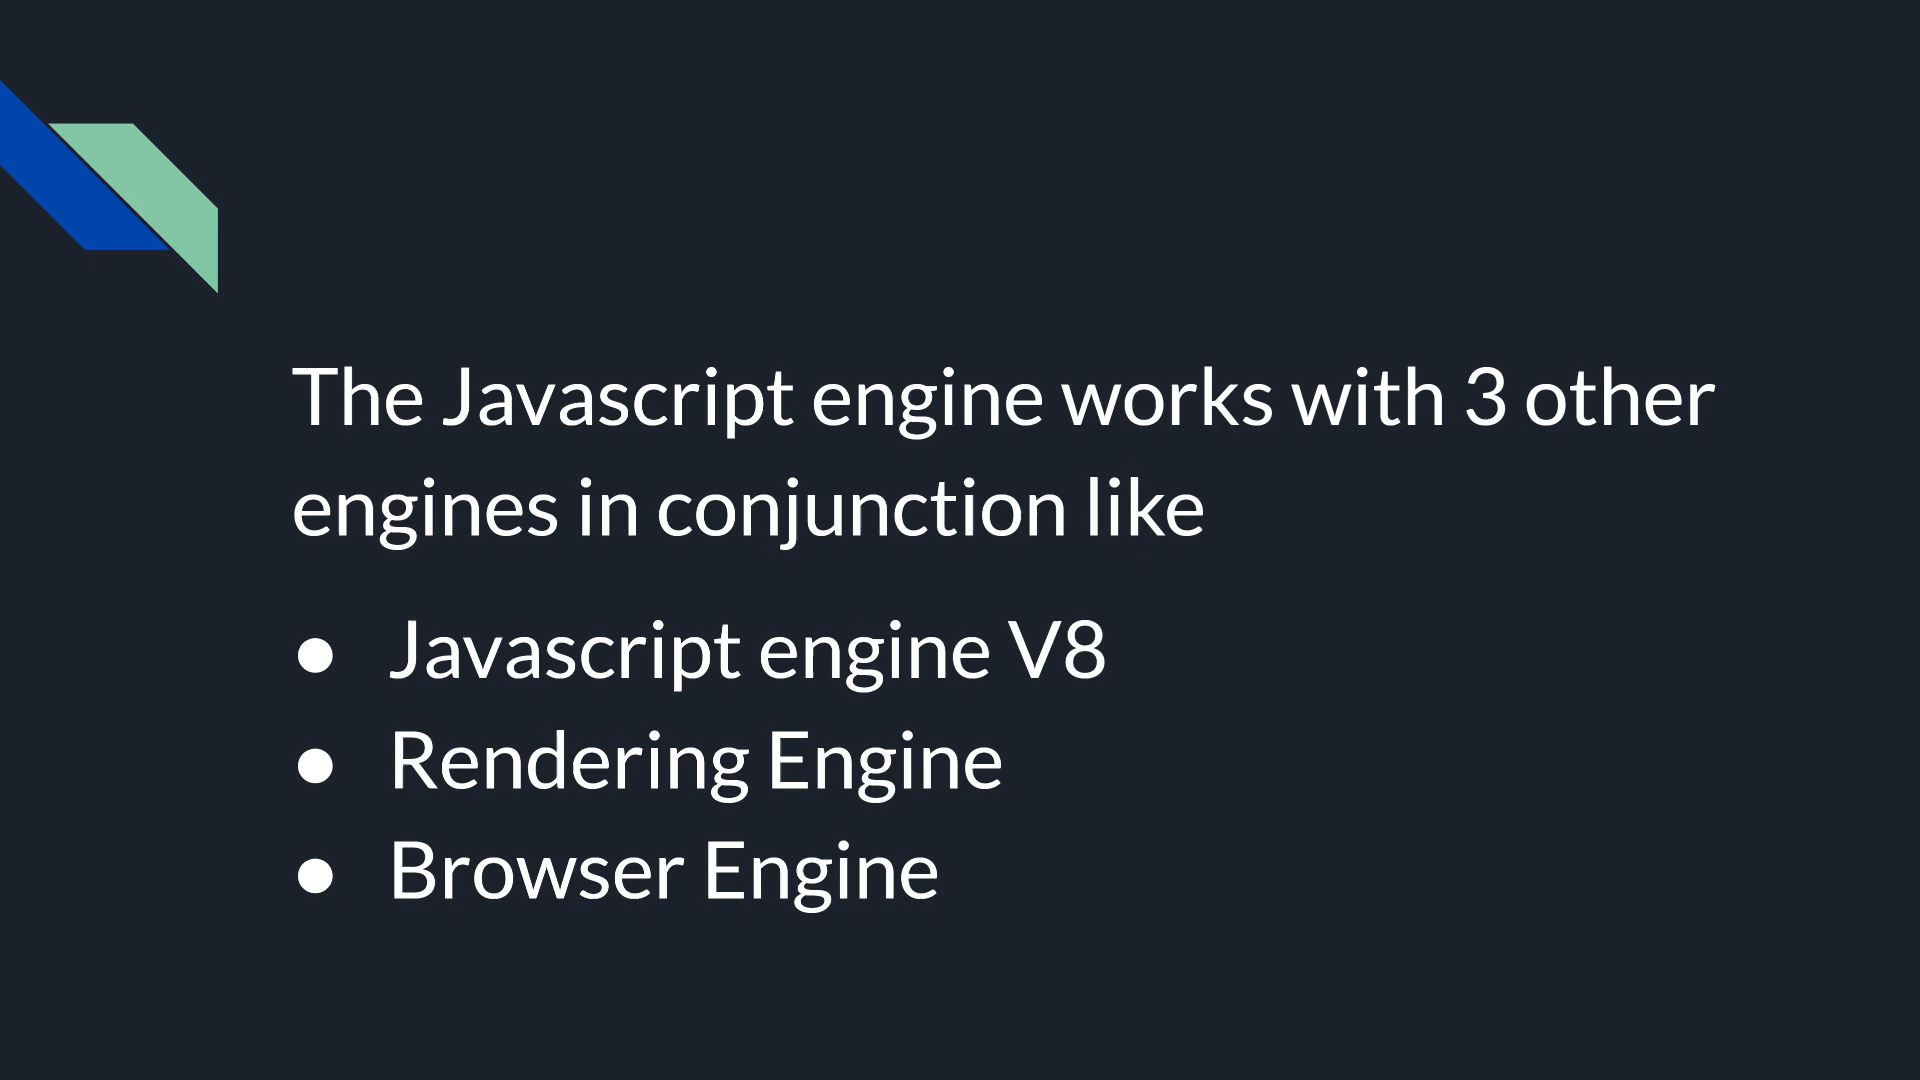 The Javascript engine works with 3 other
engines in conjunction like
● Javascript engine V8
● Rendering Engine
● Browser Engine